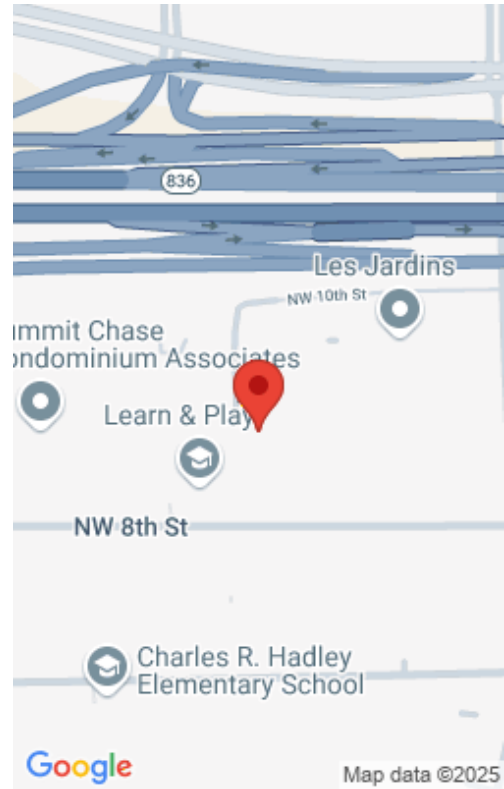 836
Les Jardins
NW 10th St
ummit Chase
ondominium Associates
Learn & Play
NW 8th St
Charles R. Hadley
Elementary School
Google
Map data ©2025